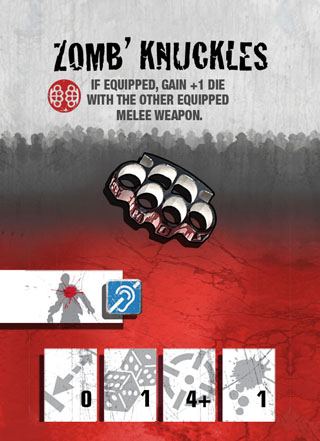 ZOMB' KNUCKLES
IF EQUIPPED, GAIN +1 DIE
WITH THE OTHER EQUIPPED
MELEE WEAPON.
0 1 4+ 1